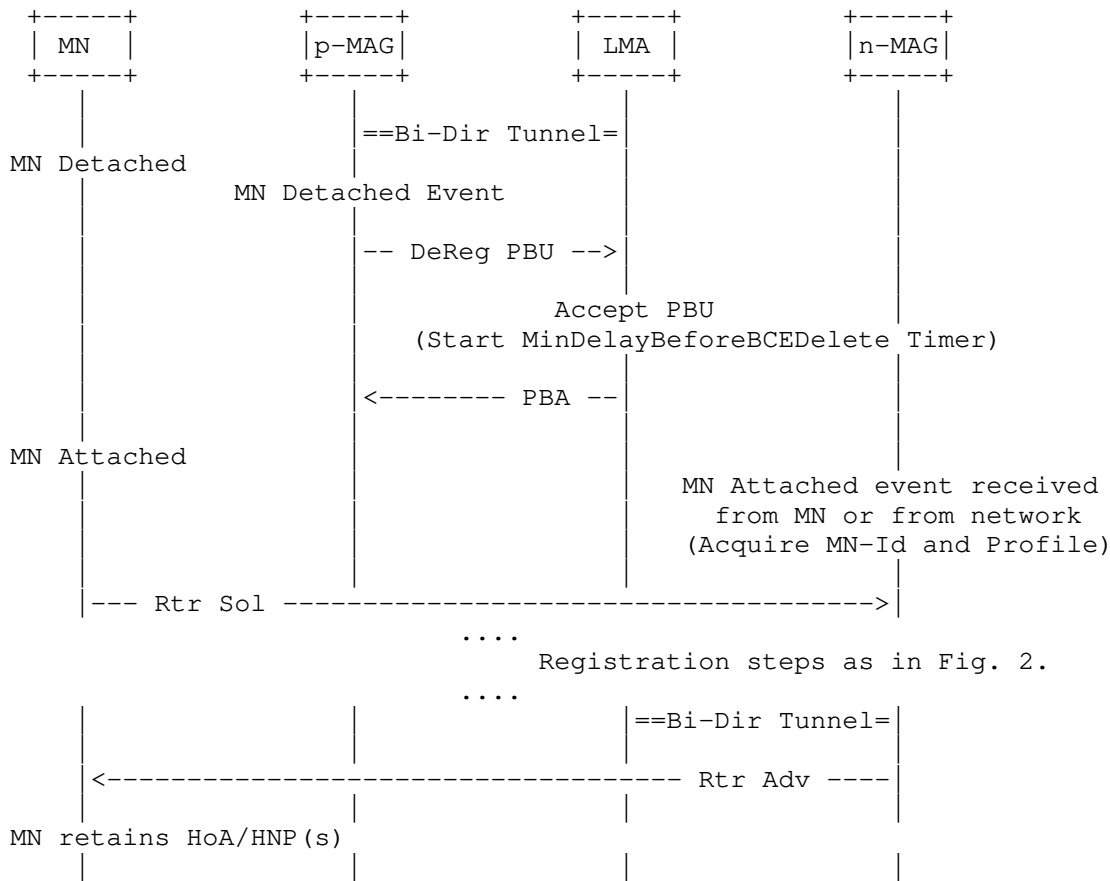 +-----+ +-----+ +-----+ +-----+
| MN | |p-MAG| | LMA | |n-MAG|
+-----+ +-----+ +-----+ +-----+
| | | |
| |==Bi-Dir Tunnel=| |
MN Detached | | |
| MN Detached Event | |
| | | |
| |-- DeReg PBU -->| |
| | | |
| | Accept PBU |
| | (Start MinDelayBeforeBCEDelete Timer)
| | | |
| |<-------- PBA --| |
| | | |
MN Attached | | |
| | | MN Attached event received
| | | from MN or from network
| | | (Acquire MN-Id and Profile)
| | | |
|--- Rtr Sol ------------------------------------->|
....
Registration steps as in Fig. 2.
....
| | |==Bi-Dir Tunnel=|
| | | |
|<------------------------------------ Rtr Adv ----|
| | | |
MN retains HoA/HNP(s)
| | | |